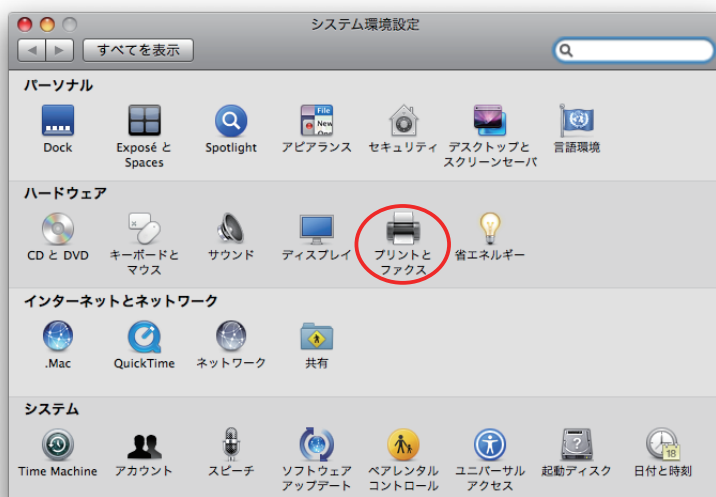 システム環境設定
すべてを表示
パーソナル
Dock
Exposé と
Spaces
Spotlight
File
New
アピアランス
セキュリティ
デスクトップと
スクリーンセーバ
言語環境
ハードウェア
CD と DVD
キーボードと
マウス
サウンド
ディスプレイ
プリントと
ファクス
省エネルギー
インターネットとネットワーク
.Mac
QuickTime
ネットワーク
共有
システム
Time Machine
アカウント
スピーチ
ソフトウェア
アップデート
ペアレンタル
コントロール
ユニバーサル
アクセス
起動ディスク
18
日付と時刻